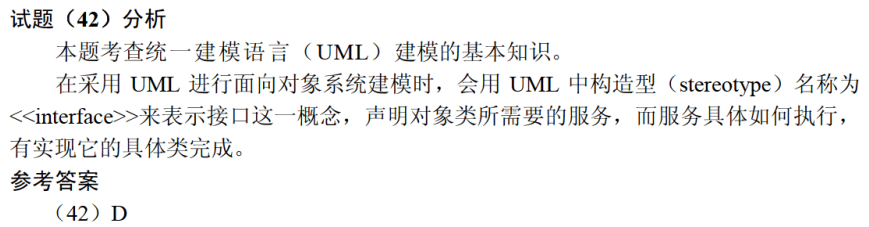 试题（42）分析
本题考查统一建模语言（UML）建模的基本知识。
在采用 UML 进行面向对象系统建模时，会用 UML 中构造型（stereotype）名称为
<<interface>>来表示接口这一概念，声明对象类所需要的服务，而服务具体如何执行，
有实现它的具体类完成。
参考答案
（42）D